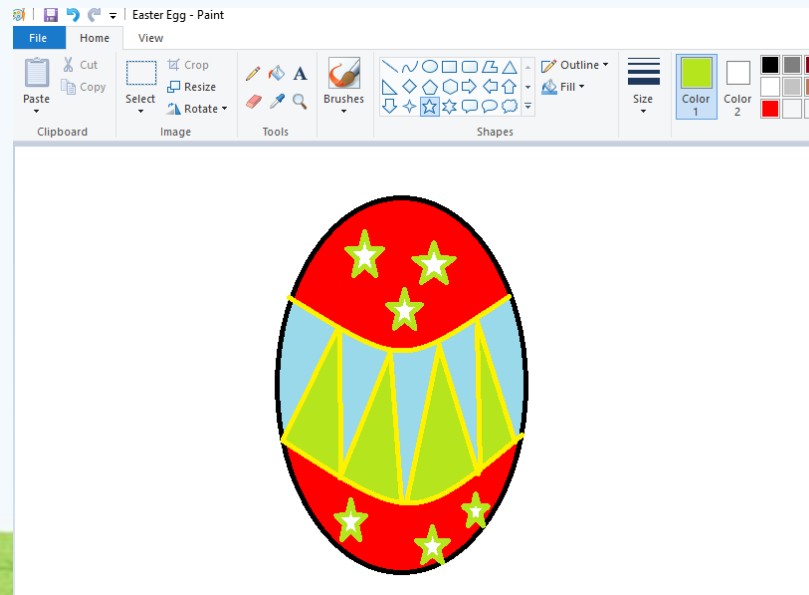 Easter Egg - Paint
File Home View
Cut Crop Outline
Copy Resize Fill
Paste Select Rotate A Brushes Size Color 1 Color 2
Clipboard Image Tools Shapes